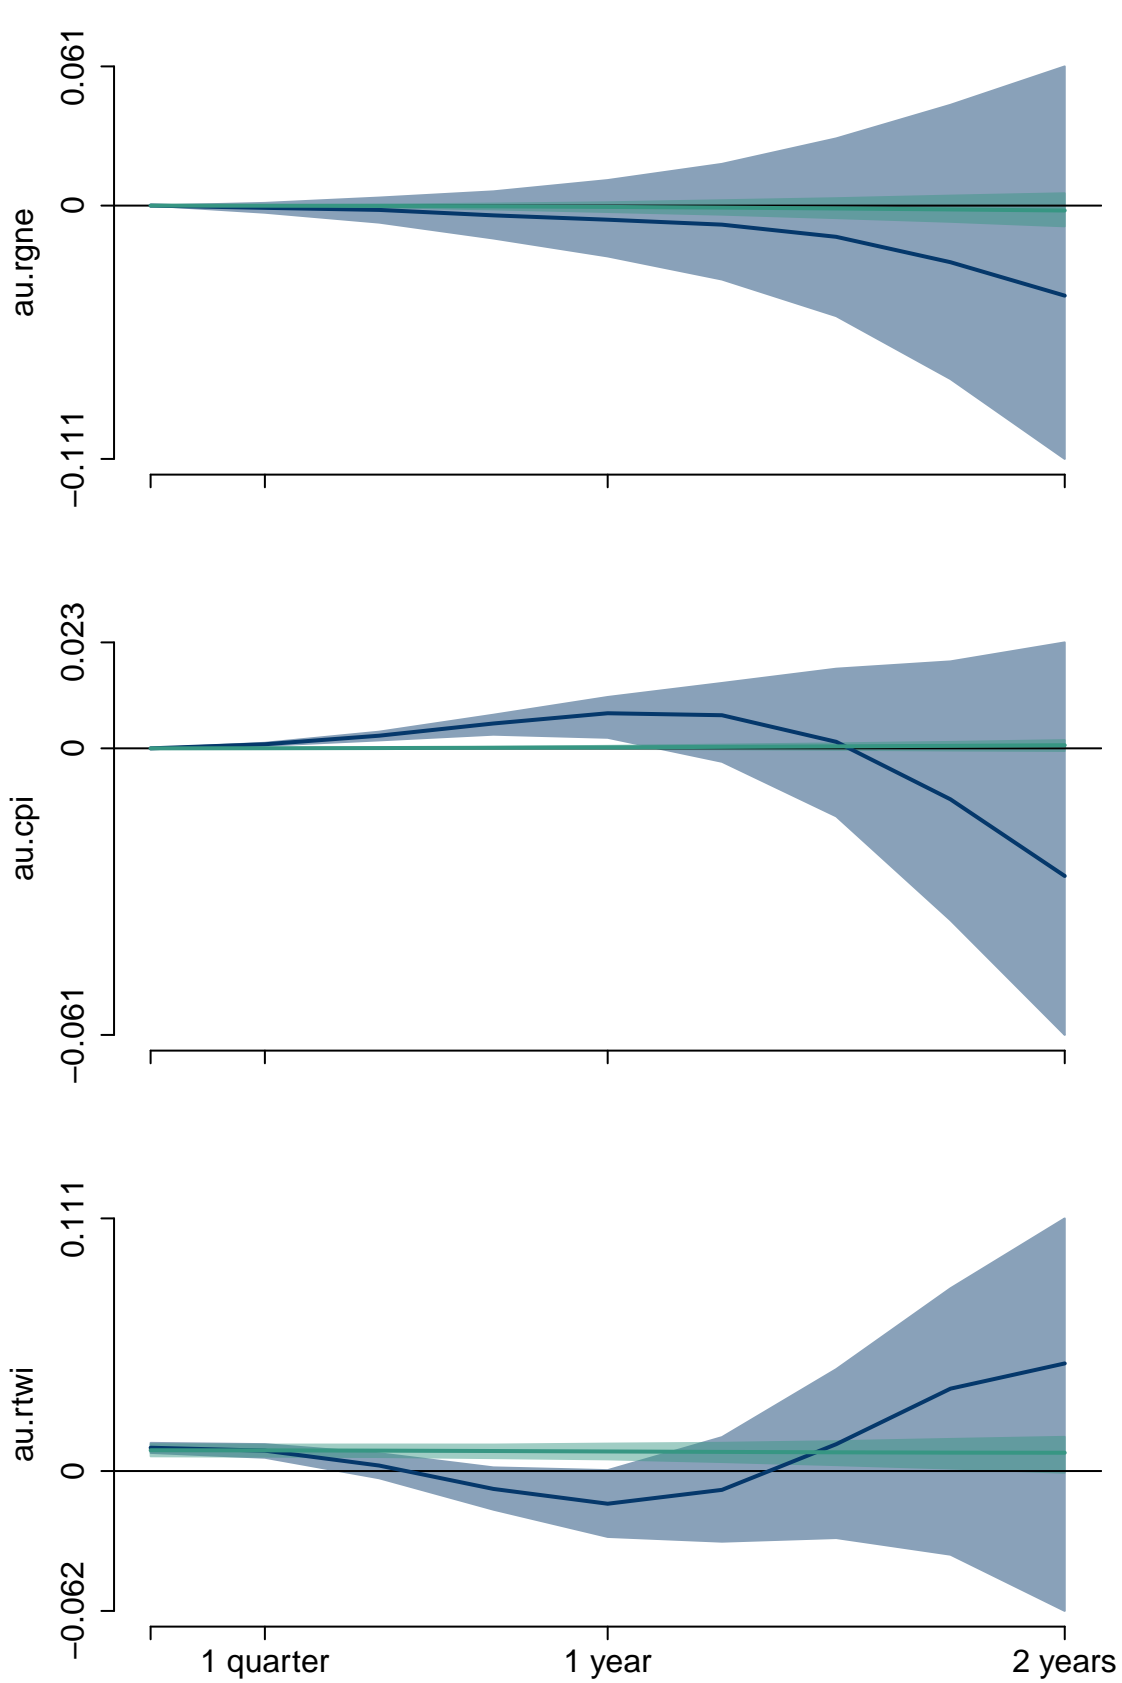 au.rgne
0.061
0
−0.111
au.cpi
0.023
0
−0.061
au.rtwi
0.111
0
−0.062
1 quarter
1 year
2 years